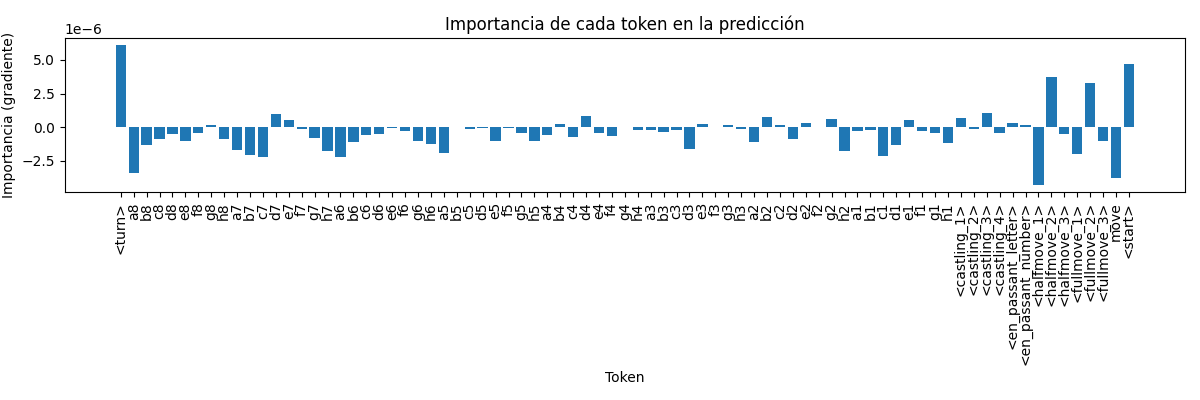 Importancia de cada token en la predicción
1e−6
Importancia (gradiente)
5.0
2.5
0.0
−2.5
<turn> a8 b8 c8 d8 e8 f8 g8 h8 a7 b7 c7 d7 e7 f7 g7 h7 a6 b6 c6 d6 e6 f6 g6 h6 a5 b5 c5 d5 e5 f5 g5 h5 a4 b4 c4 d4 e4 f4 g4 h4 a3 b3 c3 d3 e3 f3 g3 h3 a2 b2 c2 d2 e2 f2 g2 h2 a1 b1 c1 d1 e1 f1 g1 h1 <castling_1> <castling_2> <castling_3> <castling_4> <en_passant_letter> <en_passant_number> <halfmove_1> <halfmove_2> <halfmove_3> <fullmove_1> <fullmove_2> <fullmove_3> move <start>
Token